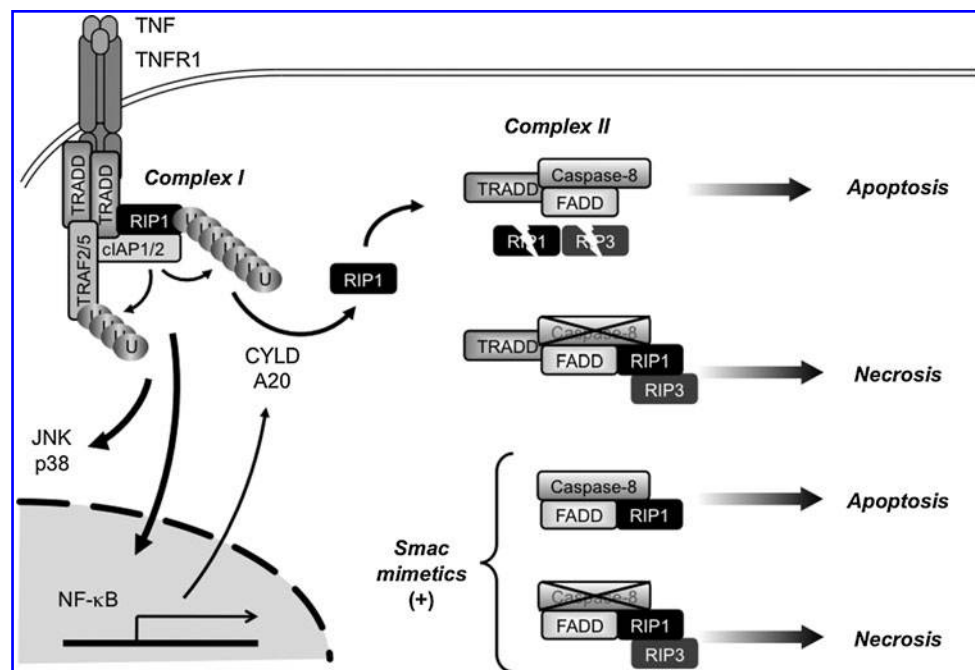 TNF
TNFR1
Complex I
TRADD
TRADD
RIP1
cIAP1/2
TRAF2/5
U U U U U U U
U U U U U
JNK
p38
NF-κB
CYLD
A20
RIP1
Complex II
TRADD
Caspase-8
FADD
RIP1
RIP3
Apoptosis
TRADD
Caspase-8
FADD
RIP1
RIP3
Necrosis
Smac
mimetics
(+)
Caspase-8
FADD
RIP1
Apoptosis
Caspase-8
FADD
RIP1
RIP3
Necrosis